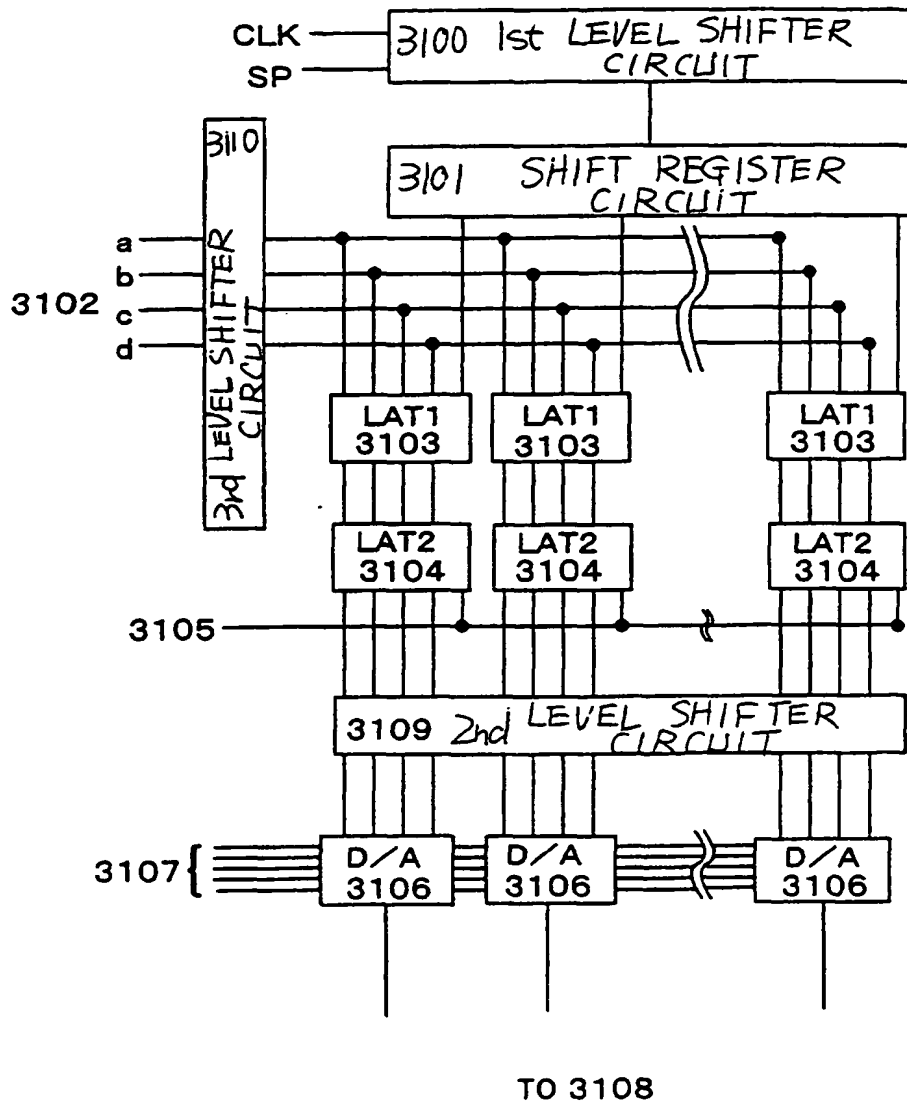 CLK
SP
3100 1st LEVEL SHIFTER
CIRCUIT
3110
3rd LEVEL SHIFTER
CIRCUIT
3101 SHIFT REGISTER
CIRCUIT
3102
a
b
c
d
LAT1
3103
LAT1
3103
LAT1
3103
LAT2
3104
LAT2
3104
LAT2
3104
3105
3109 2nd LEVEL SHIFTER
CIRCUIT
3107
D/A
3106
D/A
3106
D/A
3106
TO 3108